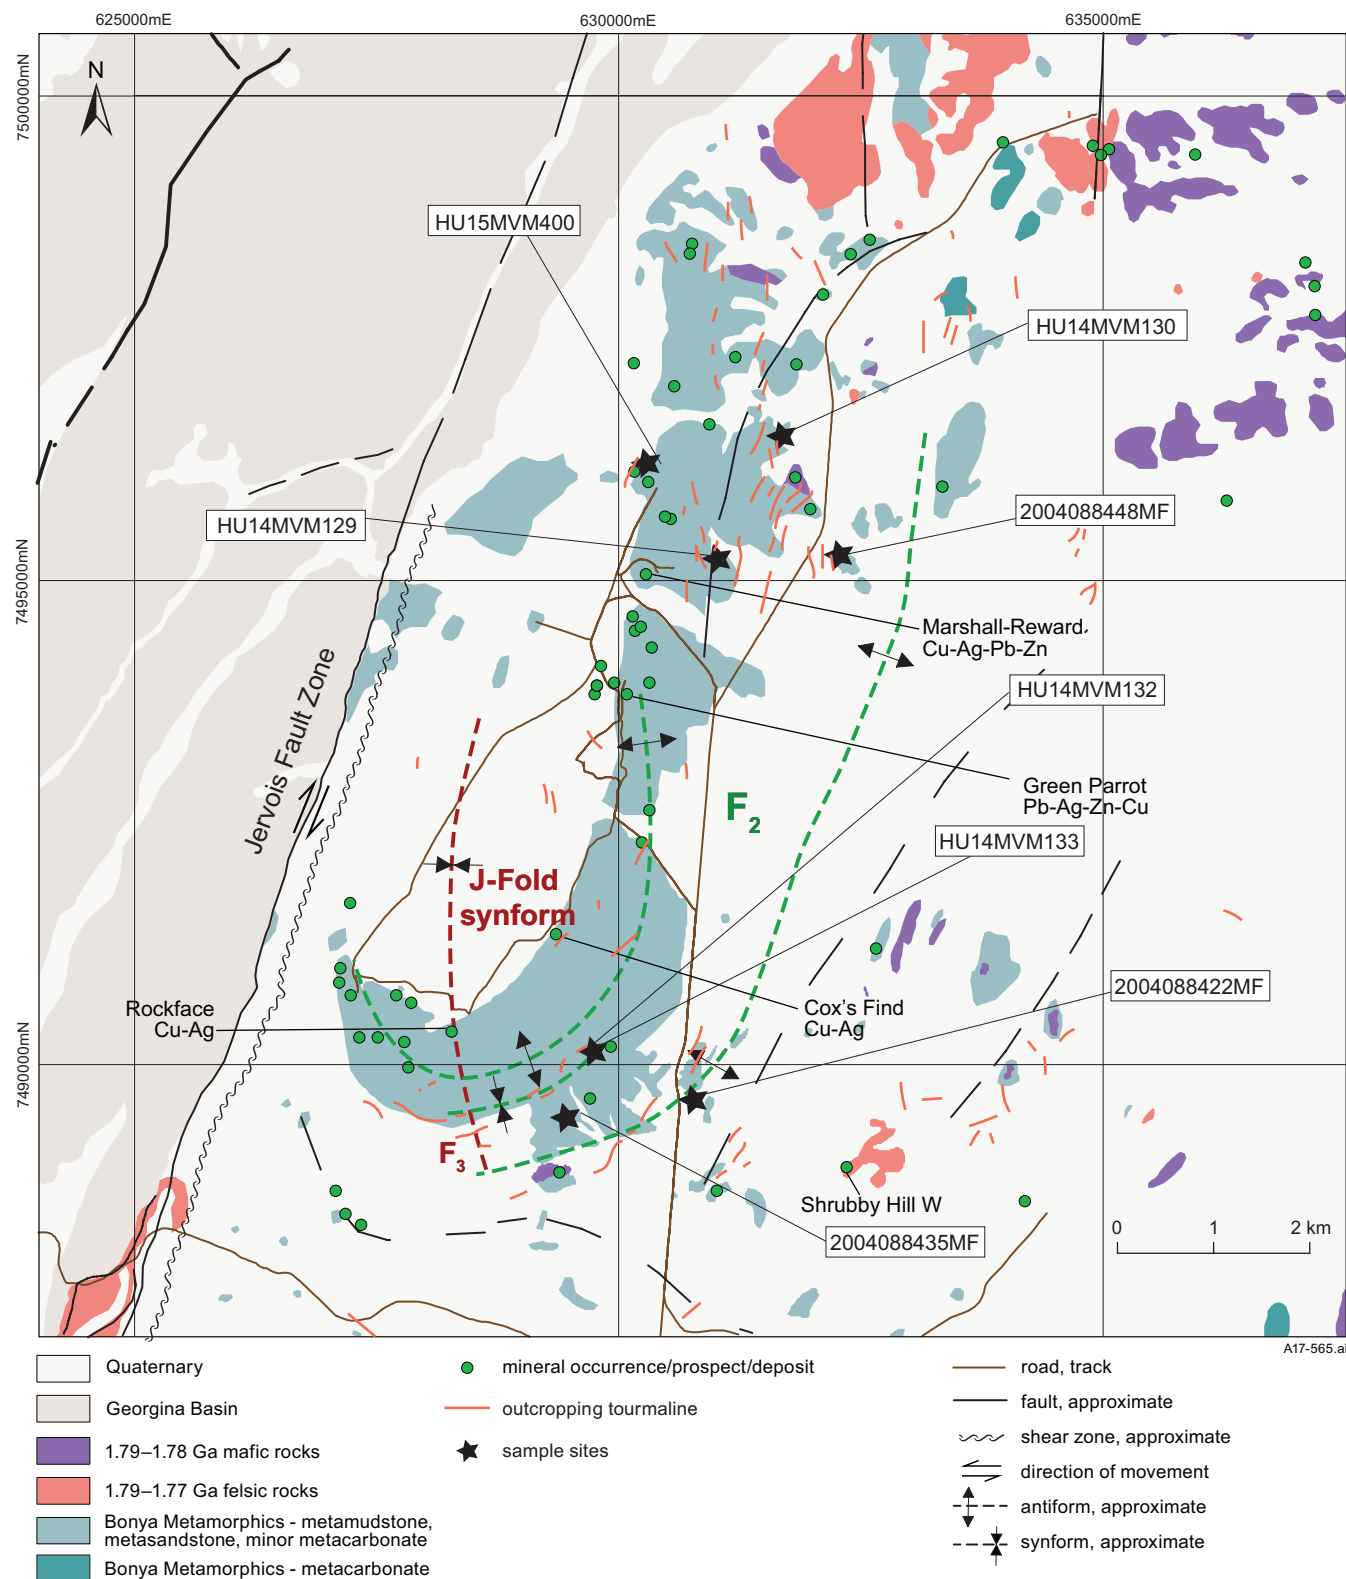 625000mE
630000mE
635000mE
7500000mN
N
HU15MVM400
HU14MVM130
HU14MVM129
2004088448MF
7495000mN
Marshall-Reward
Cu-Ag-Pb-Zn
HU14MVM132
Jervois Fault Zone
Green Parrot
Pb-Ag-Zn-Cu
F2
HU14MVM133
J-Fold
synform
2004088422MF
Rockface
Cu-Ag
Cox's Find
Cu-Ag
7490000mN
F3
Shrubby Hill W
2004088435MF
0 1 2 km
A17-565.ai
Quaternary
Georgina Basin
1.79–1.78 Ga mafic rocks
1.79–1.77 Ga felsic rocks
Bonya Metamorphics - metamudstone,
metasandstone, minor metacarbonate
Bonya Metamorphics - metacarbonate
mineral occurrence/prospect/deposit
outcropping tourmaline
sample sites
road, track
fault, approximate
shear zone, approximate
direction of movement
antiform, approximate
synform, approximate